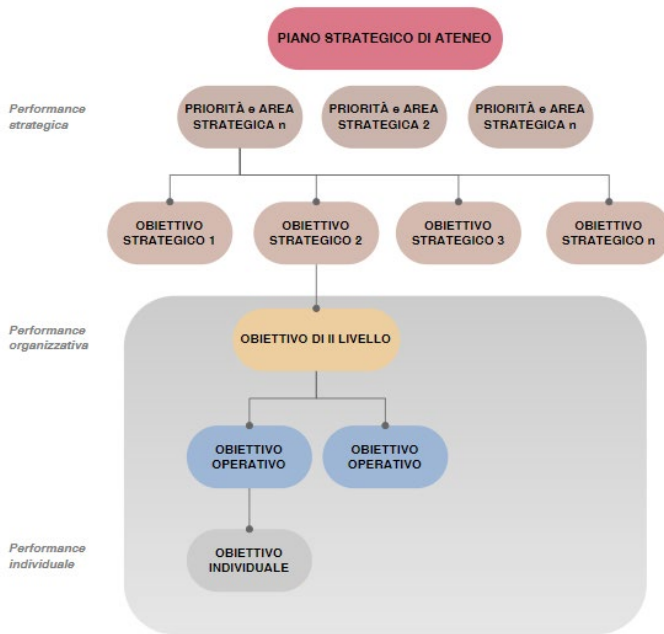 PIANO STRATEGICO DI ATENEO
Performance
strategica
PRIORITÀ e AREA
STRATEGICA n
PRIORITÀ e AREA
STRATEGICA 2
PRIORITÀ e AREA
STRATEGICA n
OBIETTIVO
STRATEGICO 1
OBIETTIVO
STRATEGICO 2
OBIETTIVO
STRATEGICO 3
OBIETTIVO
STRATEGICO n
Performance
organizzativa
OBIETTIVO DI II LIVELLO
OBIETTIVO
OPERATIVO
OBIETTIVO
OPERATIVO
Performance
individuale
OBIETTIVO
INDIVIDUALE